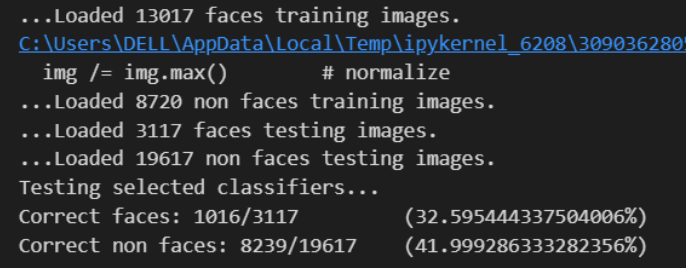 ...Loaded 13017 faces training images.
C:\Users\DELL\AppData\Local\Temp\ipykernel_6208\309036280
img /= img.max()        # normalize
...Loaded 8720 non faces training images.
...Loaded 3117 faces testing images.
...Loaded 19617 non faces testing images.
Testing selected classifiers...
Correct faces: 1016/3117        (32.595444337504006%)
Correct non faces: 8239/19617    (41.999286333282356%)